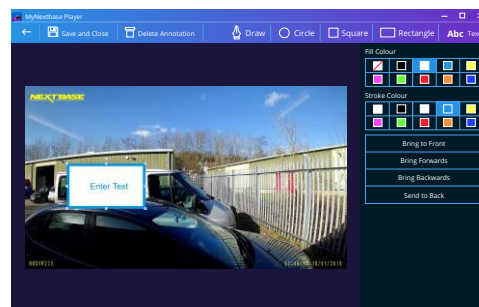 MyNextbase Player
Save and Close
Delete Annotation
Draw
Circle
Square
Rectangle
Abc
Fill Colour
Stroke Colour
Bring to Front
Bring Forwards
Bring Backwards
Send to Back
NEXTBASE
Enter Text